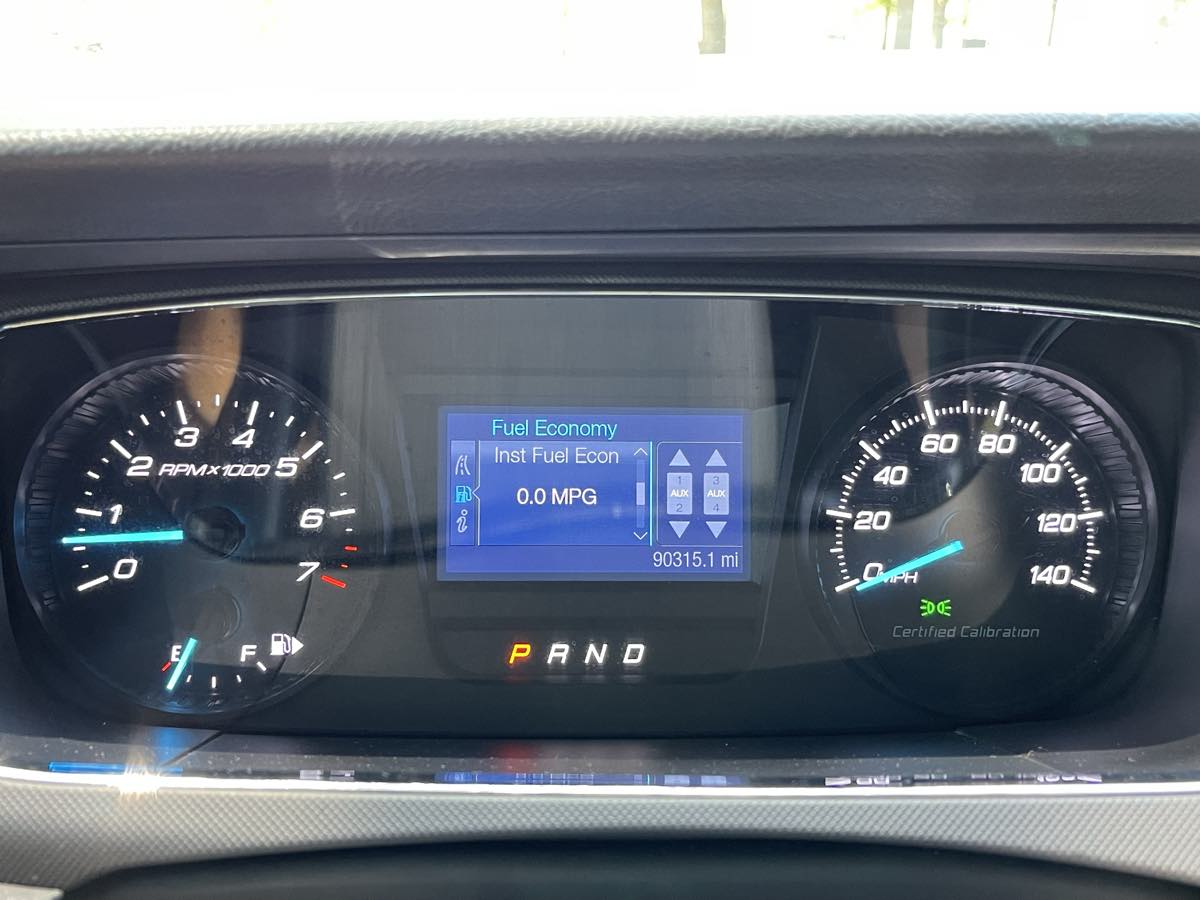 0 1 2 3 4 5 6 7
RPMX1000
E F
Fuel Economy
Inst Fuel Econ
0.0 MPG
1 3
AUX AUX
2 4
90315.1 mi
P R N D
0 20 40 60 80 100 120 140
MPH
Certified Calibration